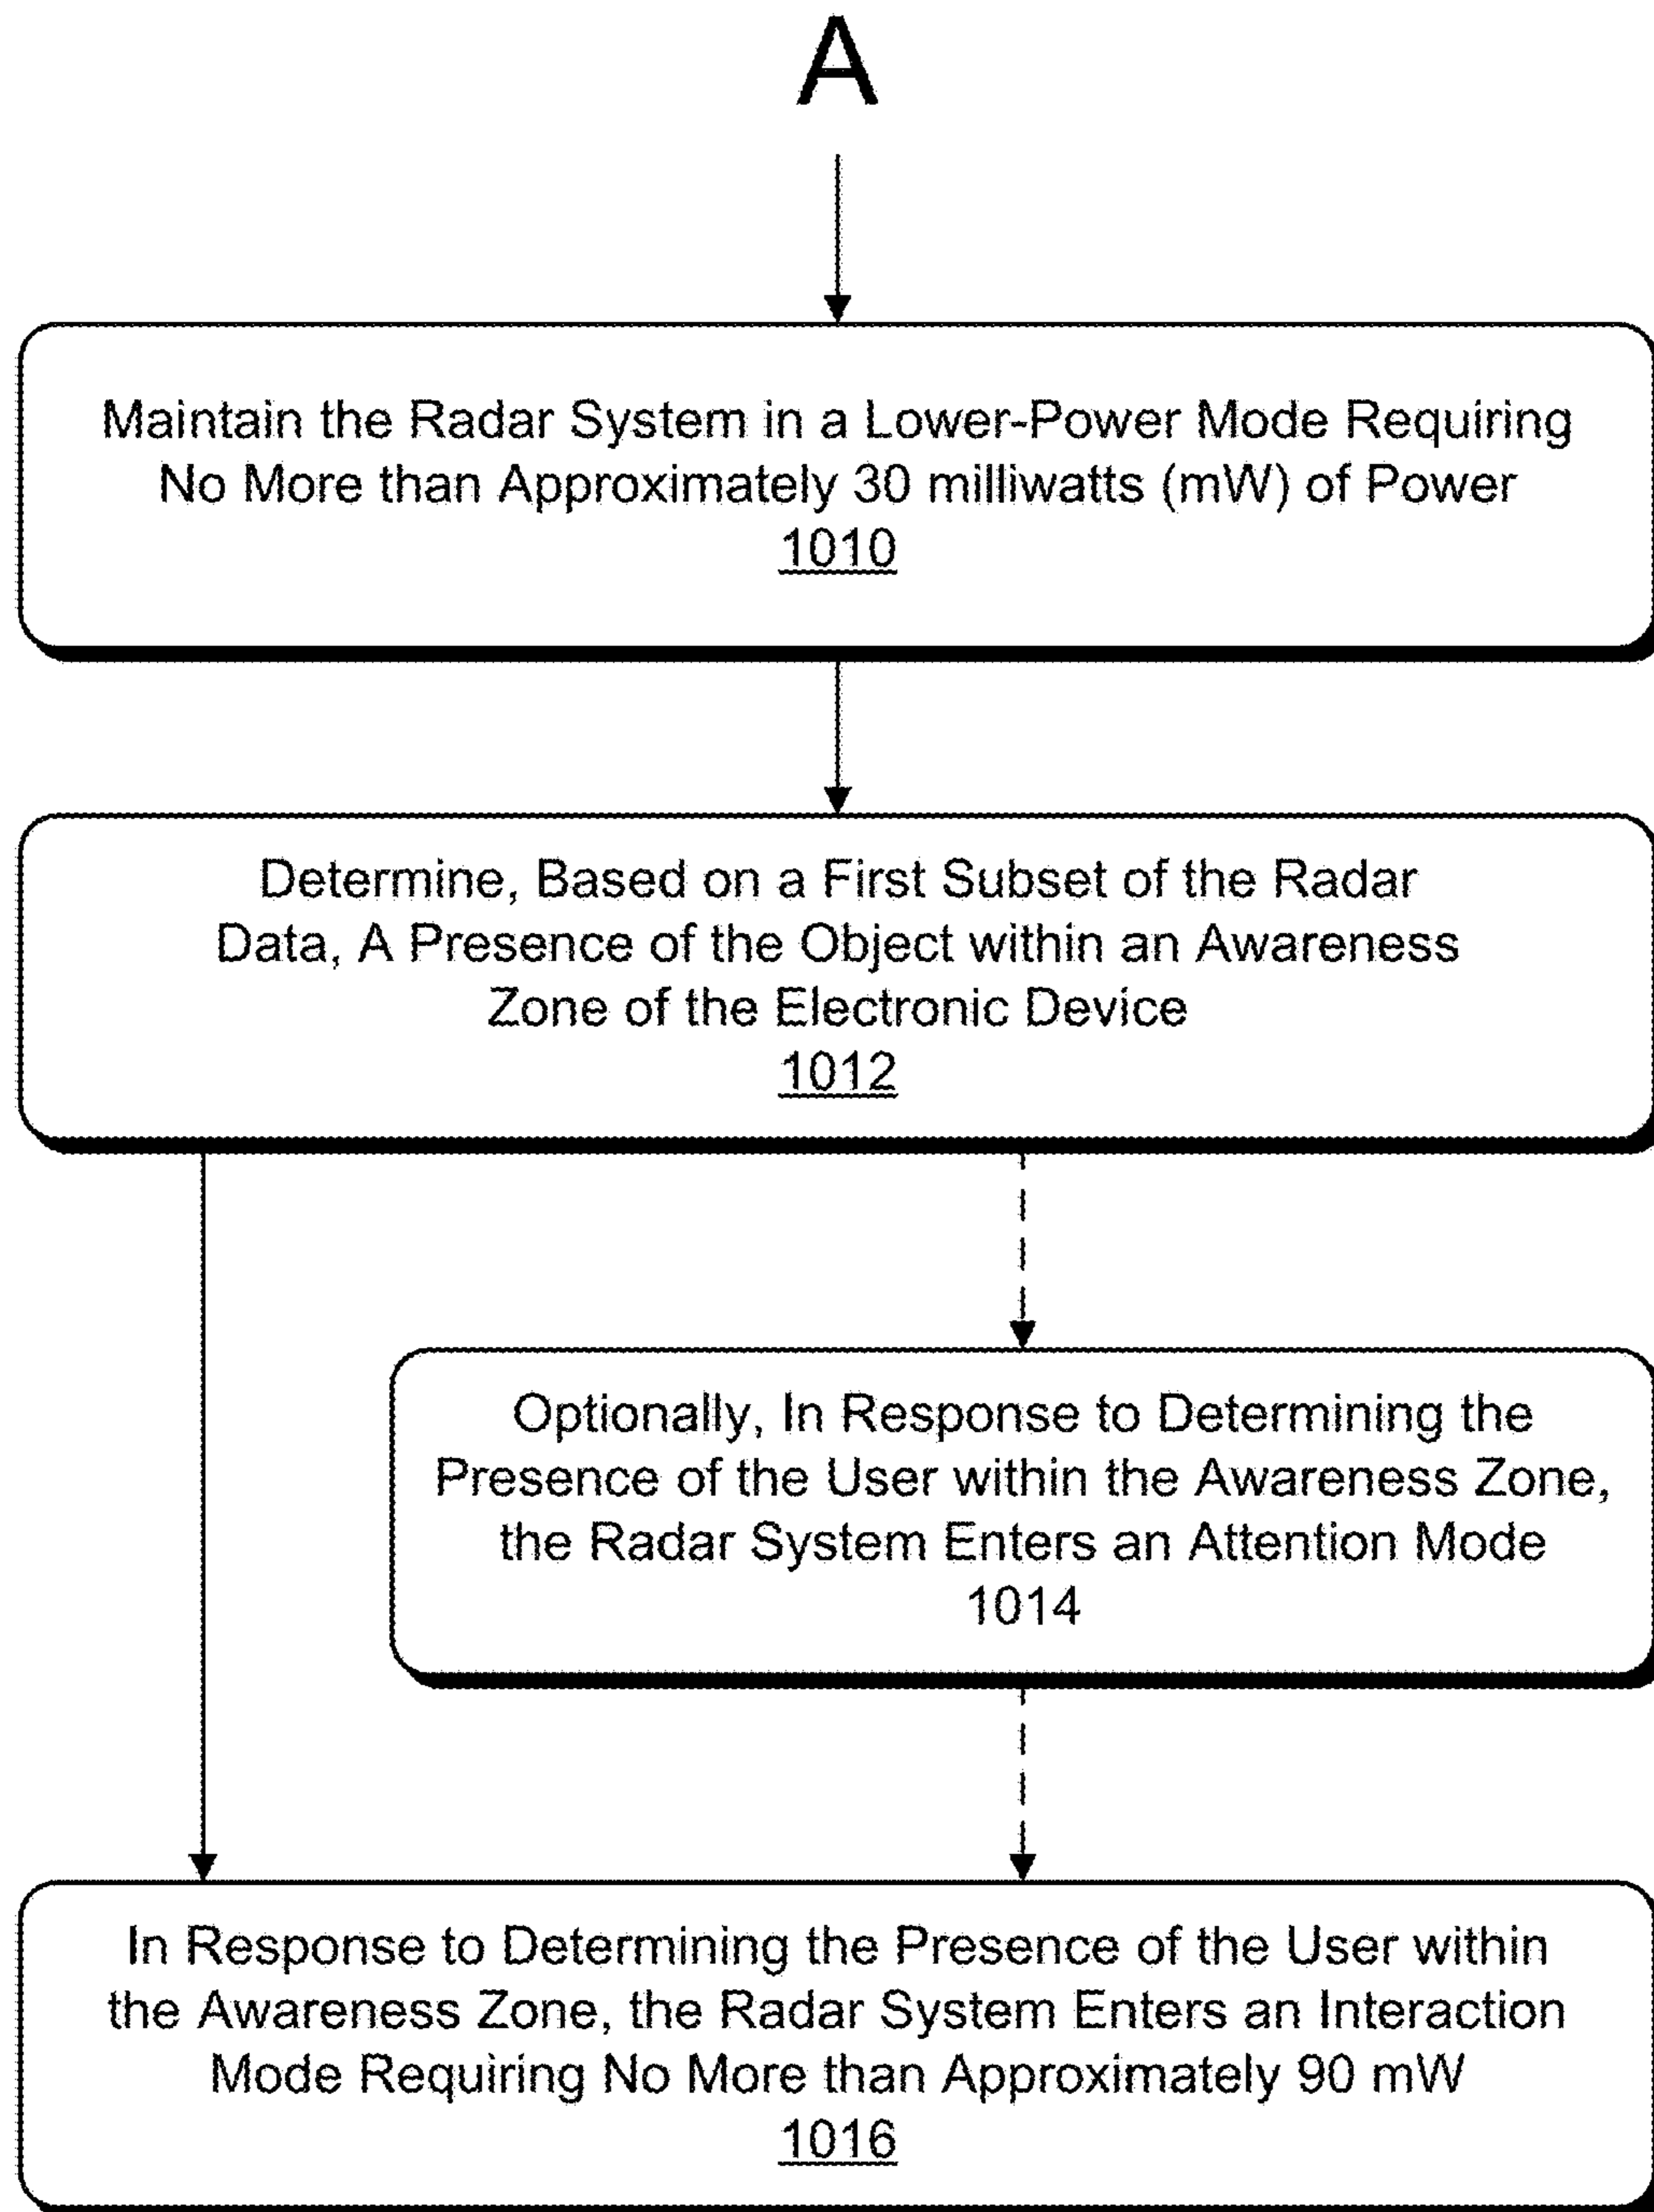 A
Maintain the Radar System in a Lower-Power Mode Requiring
No More than Approximately 30 milliwatts (mW) of Power
1010
Determine, Based on a First Subset of the Radar
Data, A Presence of the Object within an Awareness
Zone of the Electronic Device
1012
Optionally, In Response to Determining the
Presence of the User within the Awareness Zone,
the Radar System Enters an Attention Mode
1014
In Response to Determining the Presence of the User within
the Awareness Zone, the Radar System Enters an Interaction
Mode Requiring No More than Approximately 90 mW
1016